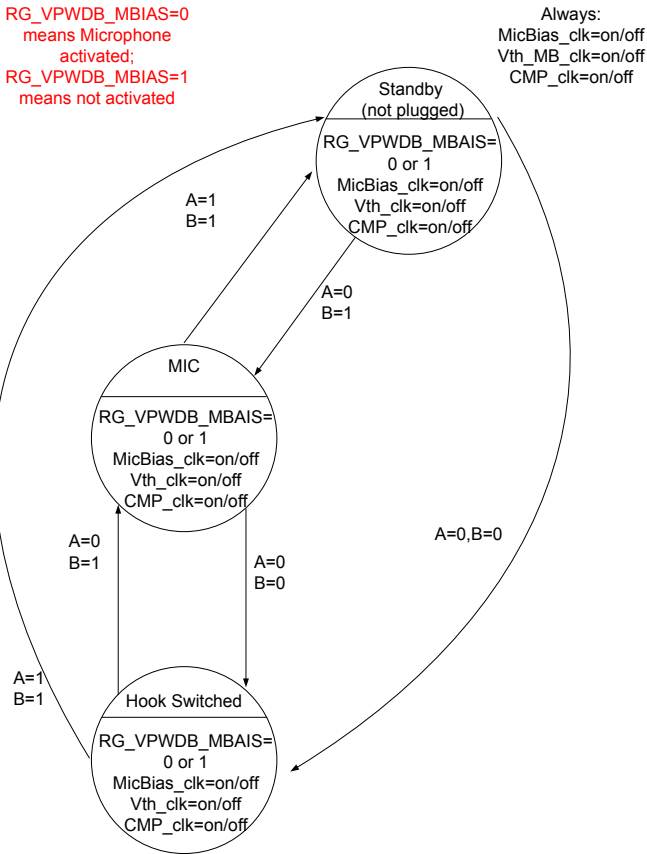 RG_VPWDB_MBIAS=0
means Microphone
activated;
RG_VPWDB_MBIAS=1
means not activated
Always:
MicBias_clk=on/off
Vth_MB_clk=on/off
CMP_clk=on/off
Standby
(not plugged)
RG_VPWDB_MBAIS=
0 or 1
MicBias_clk=on/off
Vth_clk=on/off
CMP_clk=on/off
A=1
B=1
A=0
B=1
MIC
RG_VPWDB_MBAIS=
0 or 1
MicBias_clk=on/off
Vth_clk=on/off
CMP_clk=on/off
A=0
B=1
A=0
B=0
A=0,B=0
A=1
B=1
Hook Switched
RG_VPWDB_MBAIS=
0 or 1
MicBias_clk=on/off
Vth_clk=on/off
CMP_clk=on/off